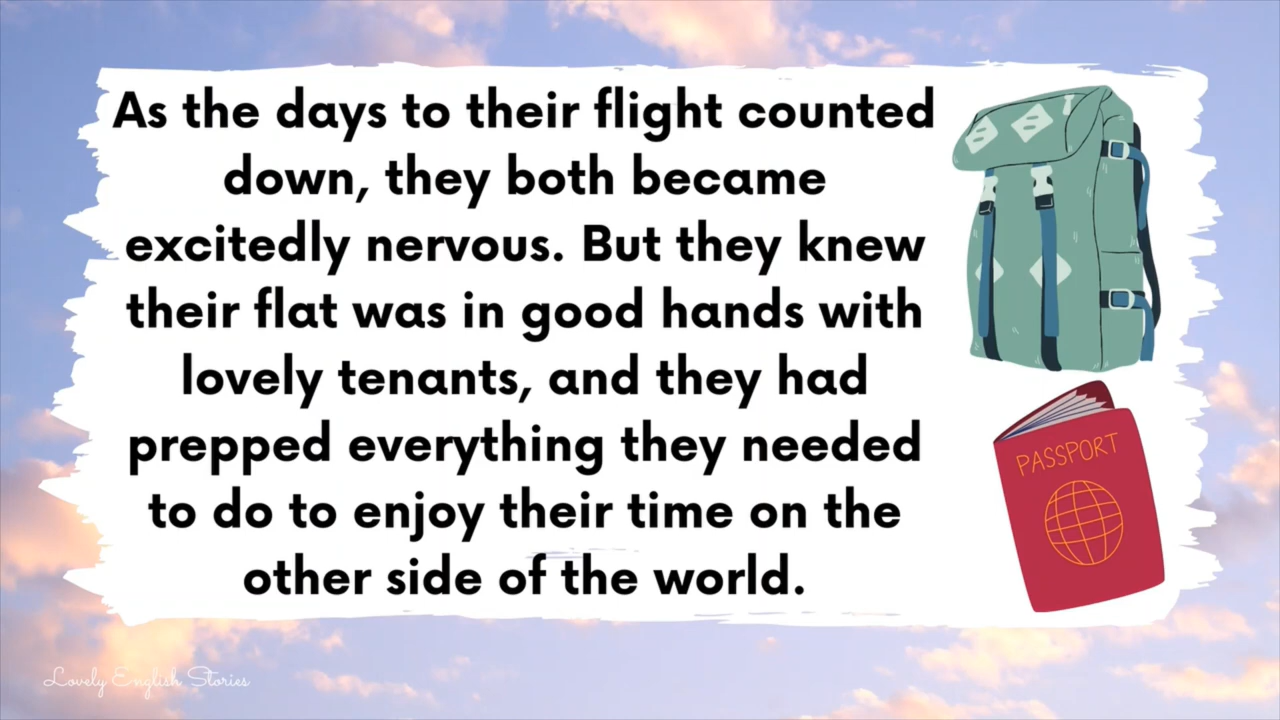 As the days to their flight counted
down, they both became
excitedly nervous. But they knew
their flat was in good hands with
lovely tenants, and they had
prepped everything they needed
to do to enjoy their time on the
other side of the world.
PASSPORT
Lovely English Stories